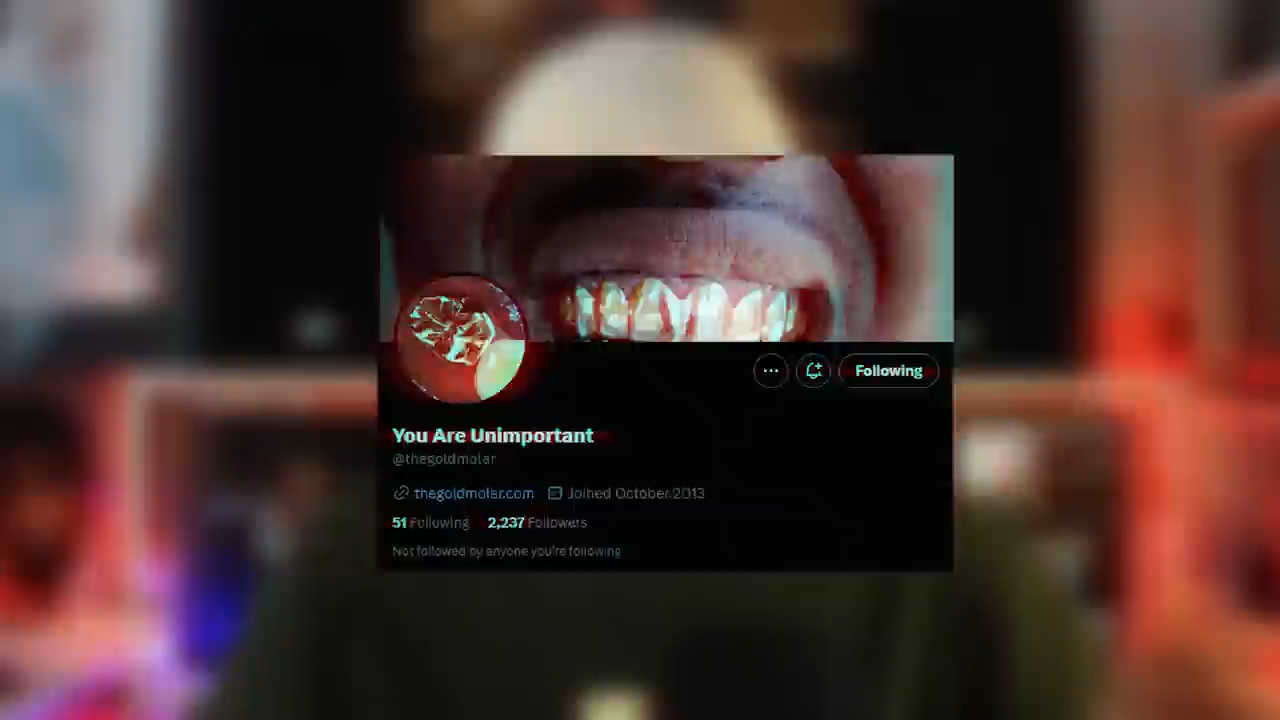 Following
You Are Unimportant
@thegoldmolar
thegoldmolar.com Joined October 2013
51 Following 2,237 Followers
Not followed by anyone you're following